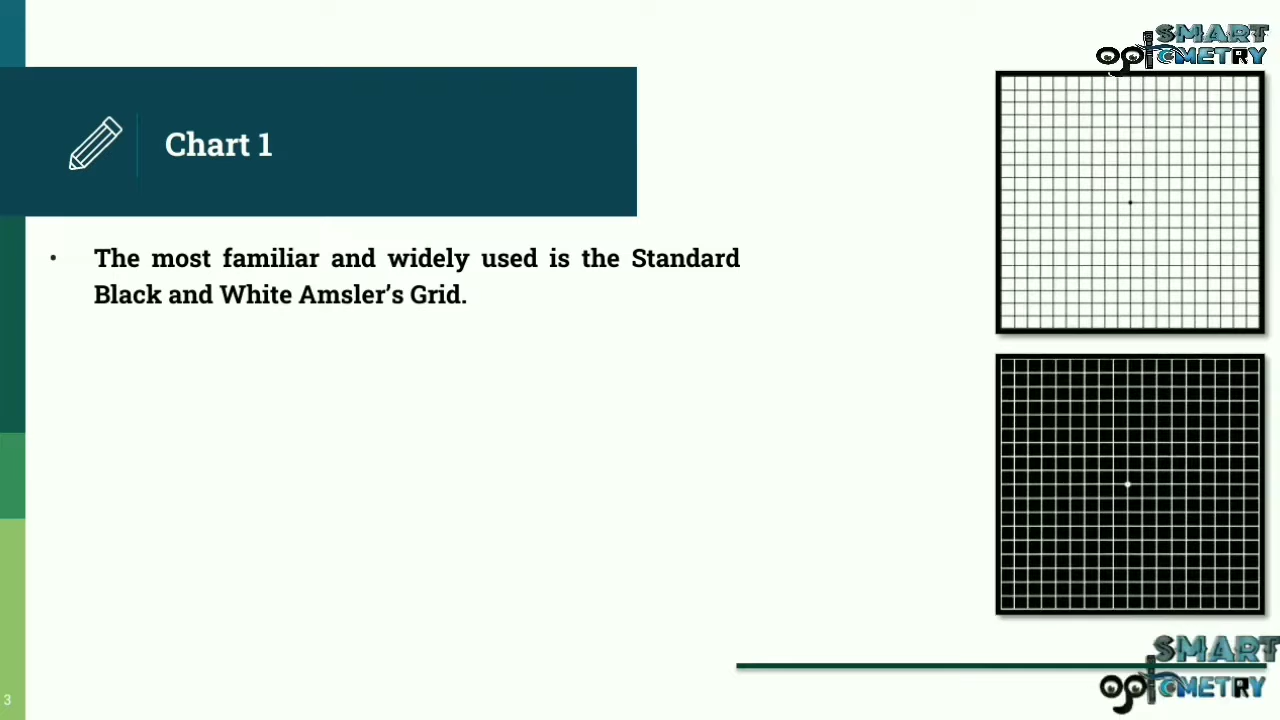 SMART
OptOMETRY
Chart 1
• The most familiar and widely used is the Standard
Black and White Amsler’s Grid.
SMART
OptOMETRY
3